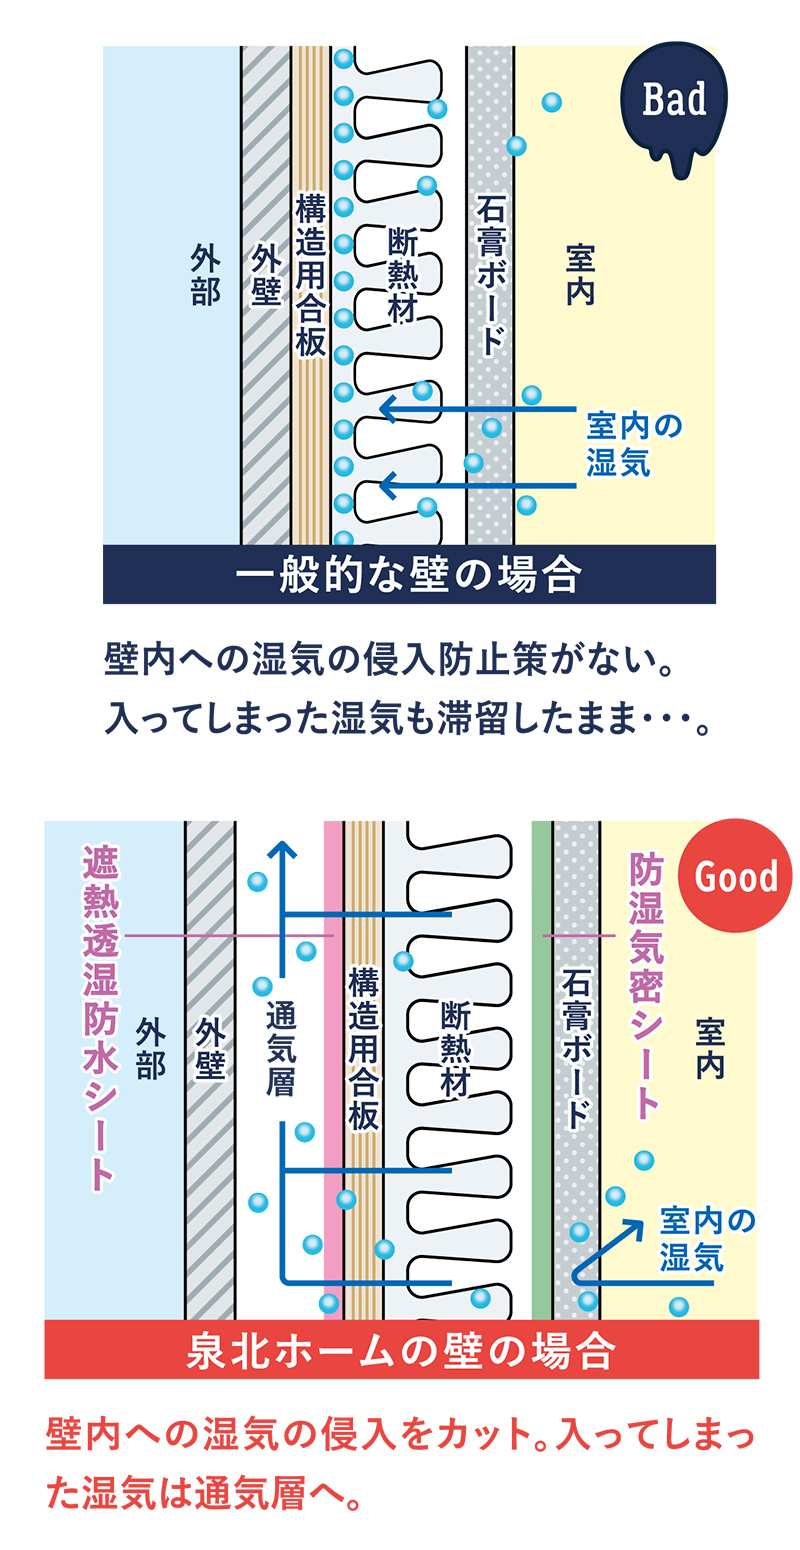 Bad
外部
外壁
構造用合板
断熱材
石膏ボード
室内
室内の
湿気
一般的な壁の場合
壁内への湿気の侵入防止策がない。
入ってしまった湿気も滞留したまま・・・。
Good
遮熱透湿防水シート
外部
外壁
通気層
構造用合板
断熱材
石膏ボード
防湿気密シート
室内
室内の
湿気
泉北ホームの壁の場合
壁内への湿気の侵入をカット。入ってしまっ
た湿気は通気層へ。